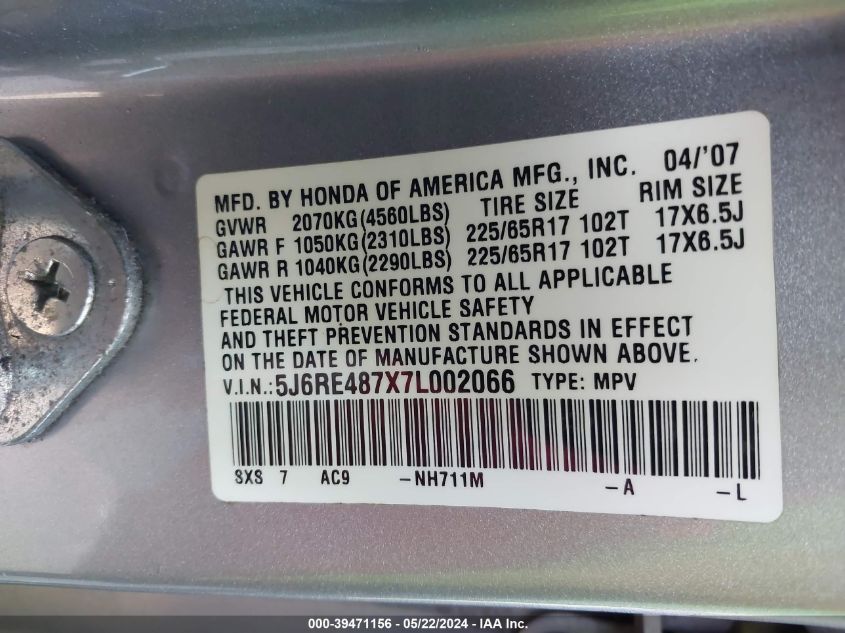 MFD. BY HONDA OF AMERICA MFG., INC. 04/'07
GVWR 2070KG(4560LBS) TIRE SIZE RIM SIZE
GAWR F 1050KG(2310LBS) 225/65R17 102T 17X6.5J
GAWR R 1040KG(2290LBS) 225/65R17 102T 17X6.5J
THIS VEHICLE CONFORMS TO ALL APPLICABLE
FEDERAL MOTOR VEHICLE SAFETY
AND THEFT PREVENTION STANDARDS IN EFFECT
ON THE DATE OF MANUFACTURE SHOWN ABOVE.
V.I.N.:5J6RE487X7L002066 TYPE: MPV
SXS 7 AC9 -NH711M -A -L
000-39471156 - 05/22/2024 - IAA Inc.